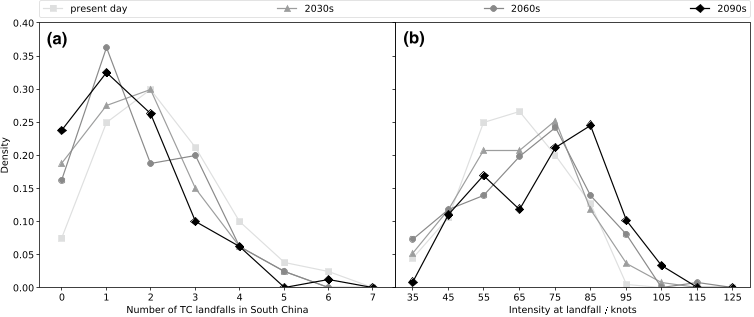 present day 2030s 2060s 2090s
(a) (b)
0.40
0.35
0.30
0.25
0.20
0.15
0.10
0.05
0.00
Density
0 1 2 3 4 5 6 7
Number of TC landfalls in South China
35 45 55 65 75 85 95 105 115 125
Intensity at landfall / knots